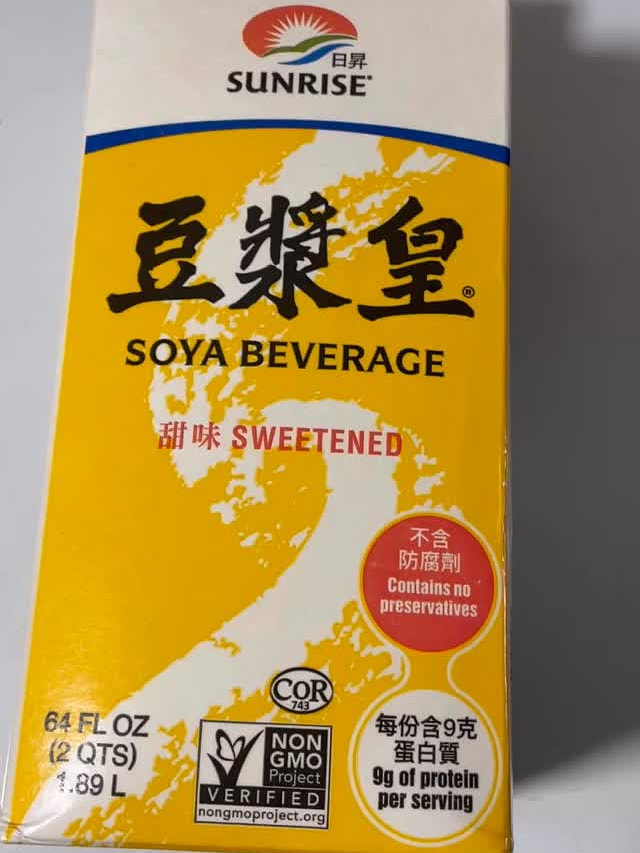 日昇
SUNRISE
豆漿皇®
SOYA BEVERAGE
甜味 SWEETENED
不含
防腐劑
Contains no
preservatives
COR
743
64 FL OZ
(2 QTS)
1.89 L
NON
GMO
Project
VERIFIED
nongmoproject.org
每份含9克
蛋白質
9g of protein
per serving